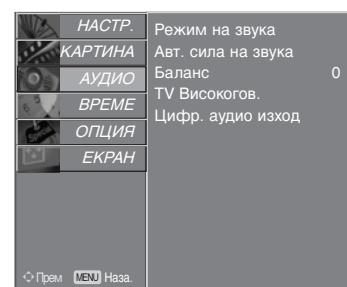 НАСТР.
КАРТИНА
АУДИО
ВРЕМЕ
ОПЦИЯ
ЕКРАН
Режим на звука
Авт. сила на звука
Баланс 0
TV Високогов.
Цифр. аудио изход
Прем MENU Наза.